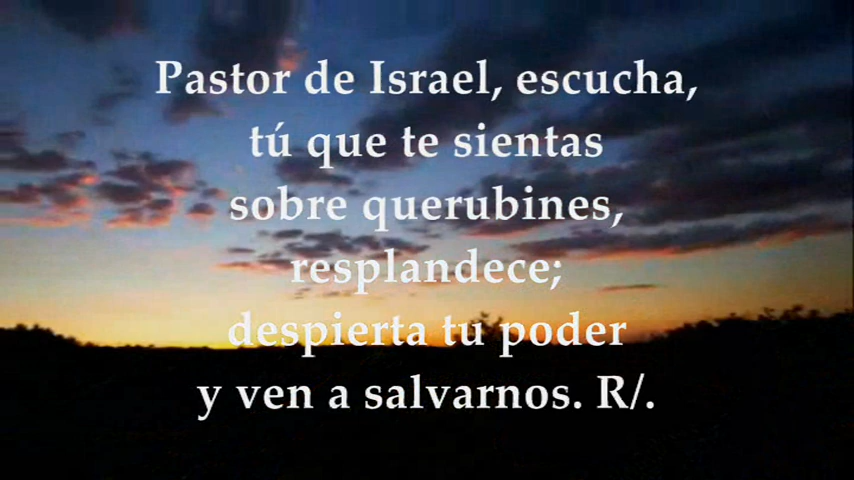 Pastor de Israel, escucha,
tú que te sientas
sobre querubines,
resplandece;
despierta tu poder
y ven a salvarnos. R/.